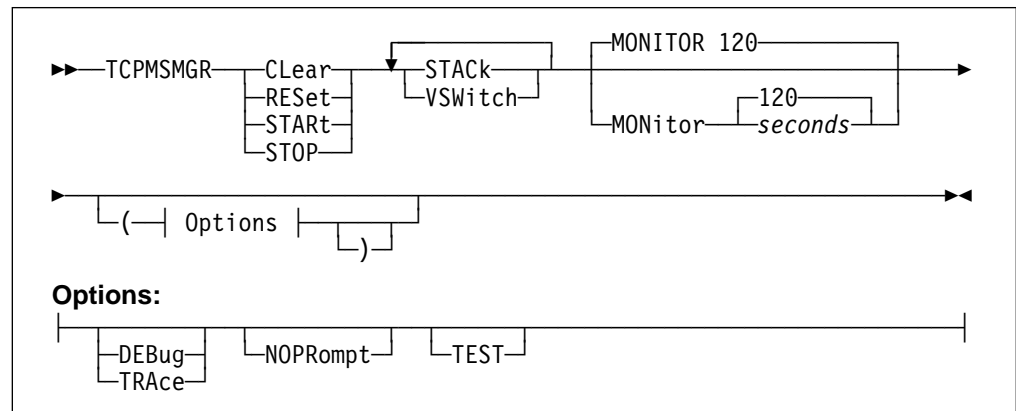 MONITOR 120
TCPMSMGR CLear STACk
RESet VSWitch 120
STARt MONitor seconds
STOP
( Options )
Options:
DEBug NOPRompt TEST
TRAce